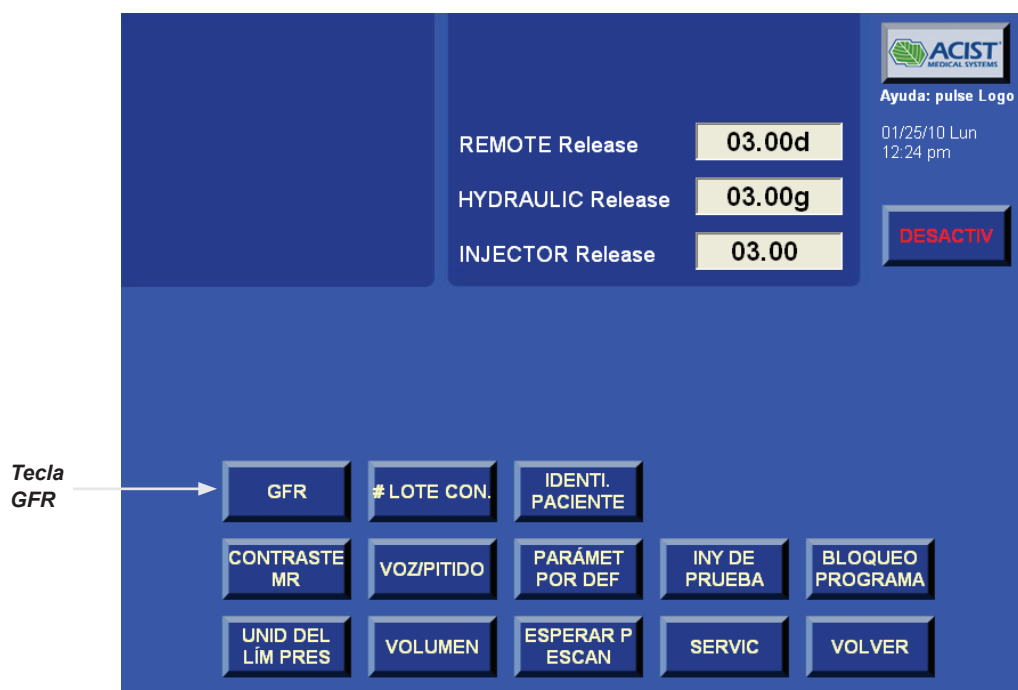 ACIST
MEDICAL SYSTEMS
Ayuda: pulse Logo
01/25/10 Lun
12:24 pm
REMOTE Release 03.00d
HYDRAULIC Release 03.00g
INJECTOR Release 03.00
DESACTIV
Tecla
GFR
GFR
# LOTE CON.
IDENTI.
PACIENTE
CONTRASTE
MR
VOZ/PITIDO
PARÁMET
POR DEF
INY DE
PRUEBA
BLOQUEO
PROGRAMA
UNID DEL
LÍM PRES
VOLUMEN
ESPERAR P
ESCAN
SERVIC
VOLVER